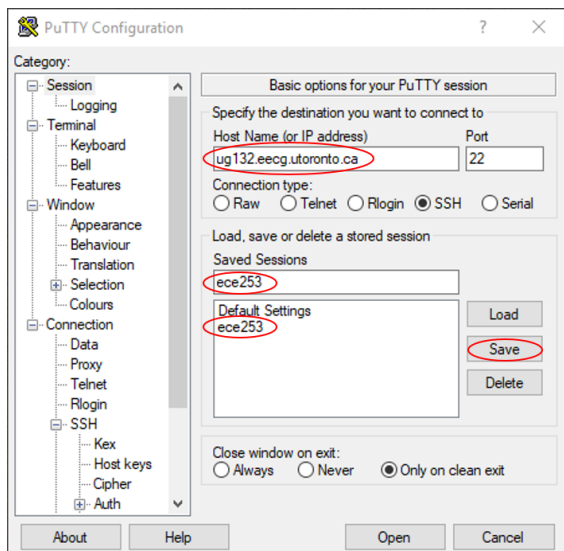 PuTTY Configuration
?
Category:
Session
Logging
Terminal
Keyboard
Bell
Features
Window
Appearance
Behaviour
Translation
Selection
Colours
Connection
Data
Proxy
Telnet
Rlogin
SSH
Kex
Host keys
Cipher
Auth
Basic options for your PuTTY session
Specify the destination you want to connect to
Host Name (or IP address) Port
ug132.eecg.utoronto.ca 22
Connection type:
Raw Telnet Rlogin SSH Serial
Load, save or delete a stored session
Saved Sessions
ece253
Default Settings
ece253
Load
Save
Delete
Close window on exit:
Always Never Only on clean exit
About Help Open Cancel